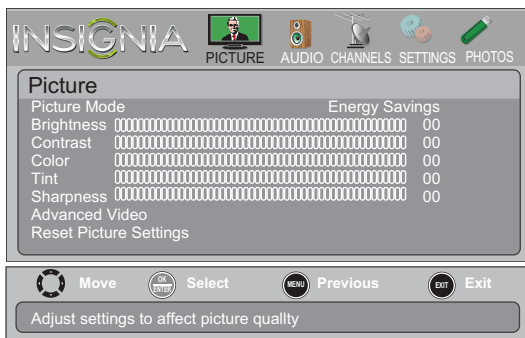 INSIGNIA
PICTURE AUDIO CHANNELS SETTINGS PHOTOS
Picture
Picture Mode Energy Savings
Brightness 00
Contrast 00
Color 00
Tint 00
Sharpness 00
Advanced Video
Reset Picture Settings
Move OK ENTER Select MENU Previous EXIT Exit
Adjust settings to affect picture quallty